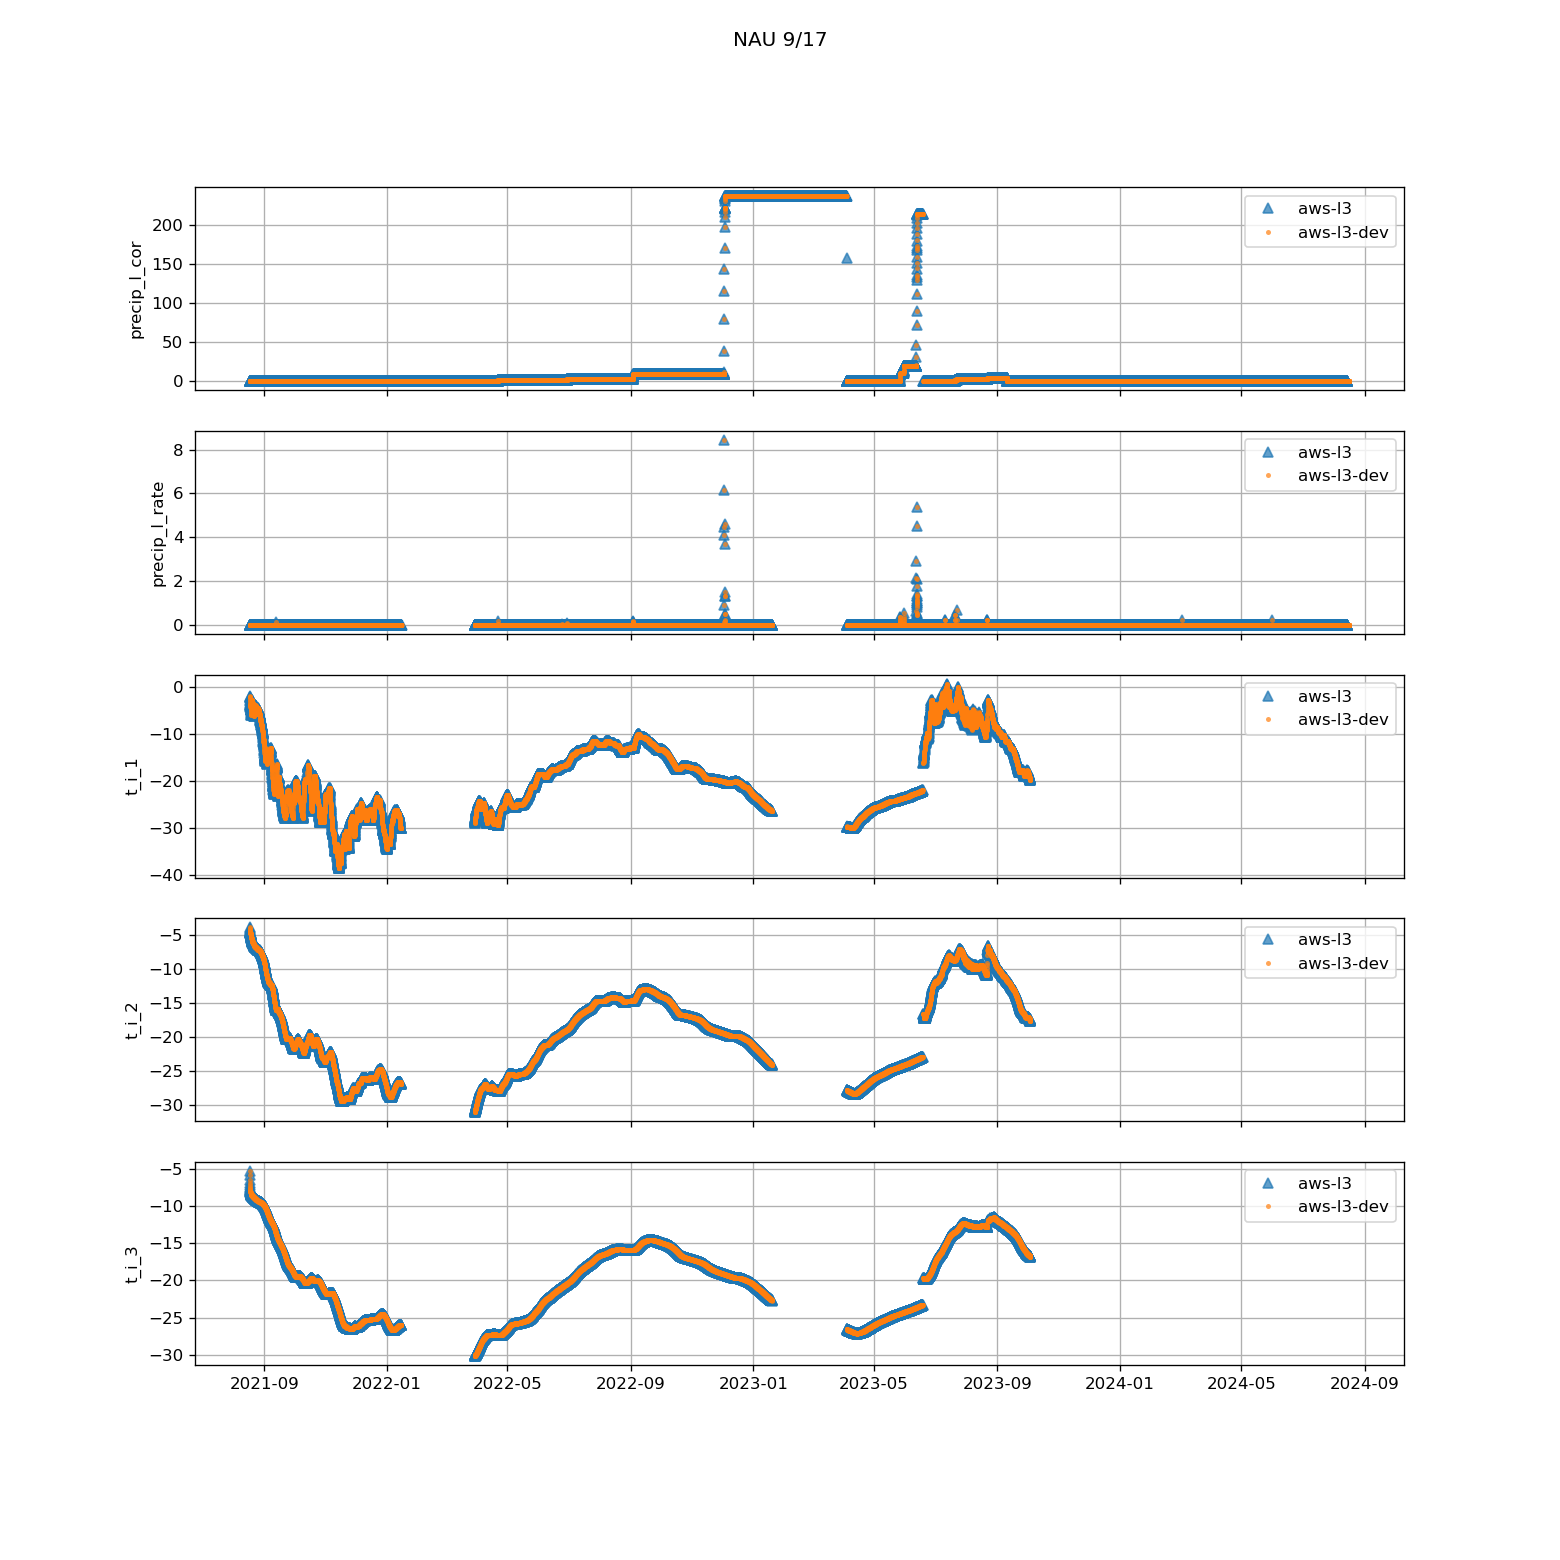 NAU 9/17
precip_l_cor
200
150
100
50
0
aws-l3
aws-l3-dev
precip_l_rate
8
6
4
2
0
aws-l3
aws-l3-dev
t_i_1
0
−10
−20
−30
−40
aws-l3
aws-l3-dev
t_i_2
−5
−10
−15
−20
−25
−30
aws-l3
aws-l3-dev
t_i_3
−5
−10
−15
−20
−25
−30
aws-l3
aws-l3-dev
2021-09 2022-01 2022-05 2022-09 2023-01 2023-05 2023-09 2024-01 2024-05 2024-09